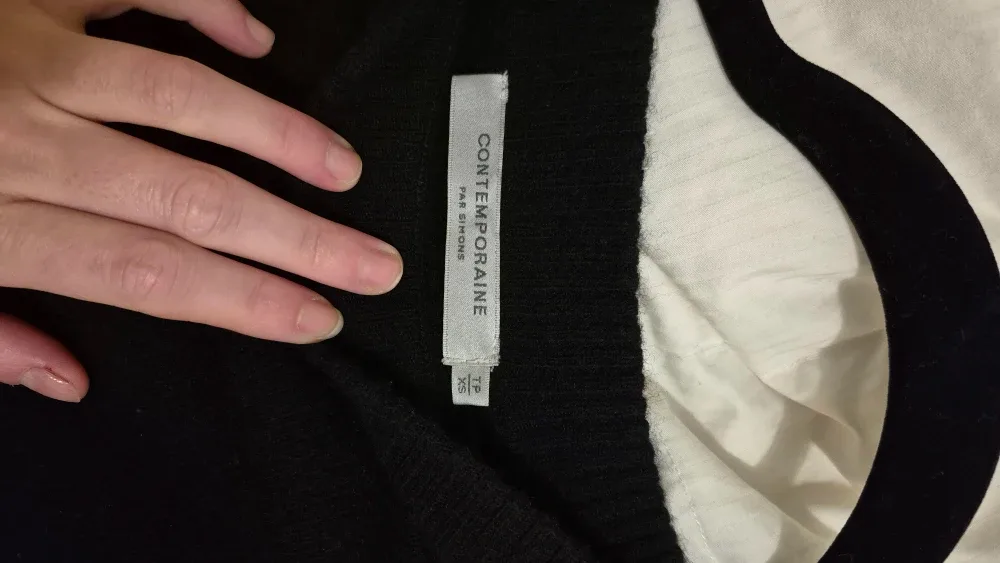 CONTEMPORAINE
PAR SIMONS
TP
XS